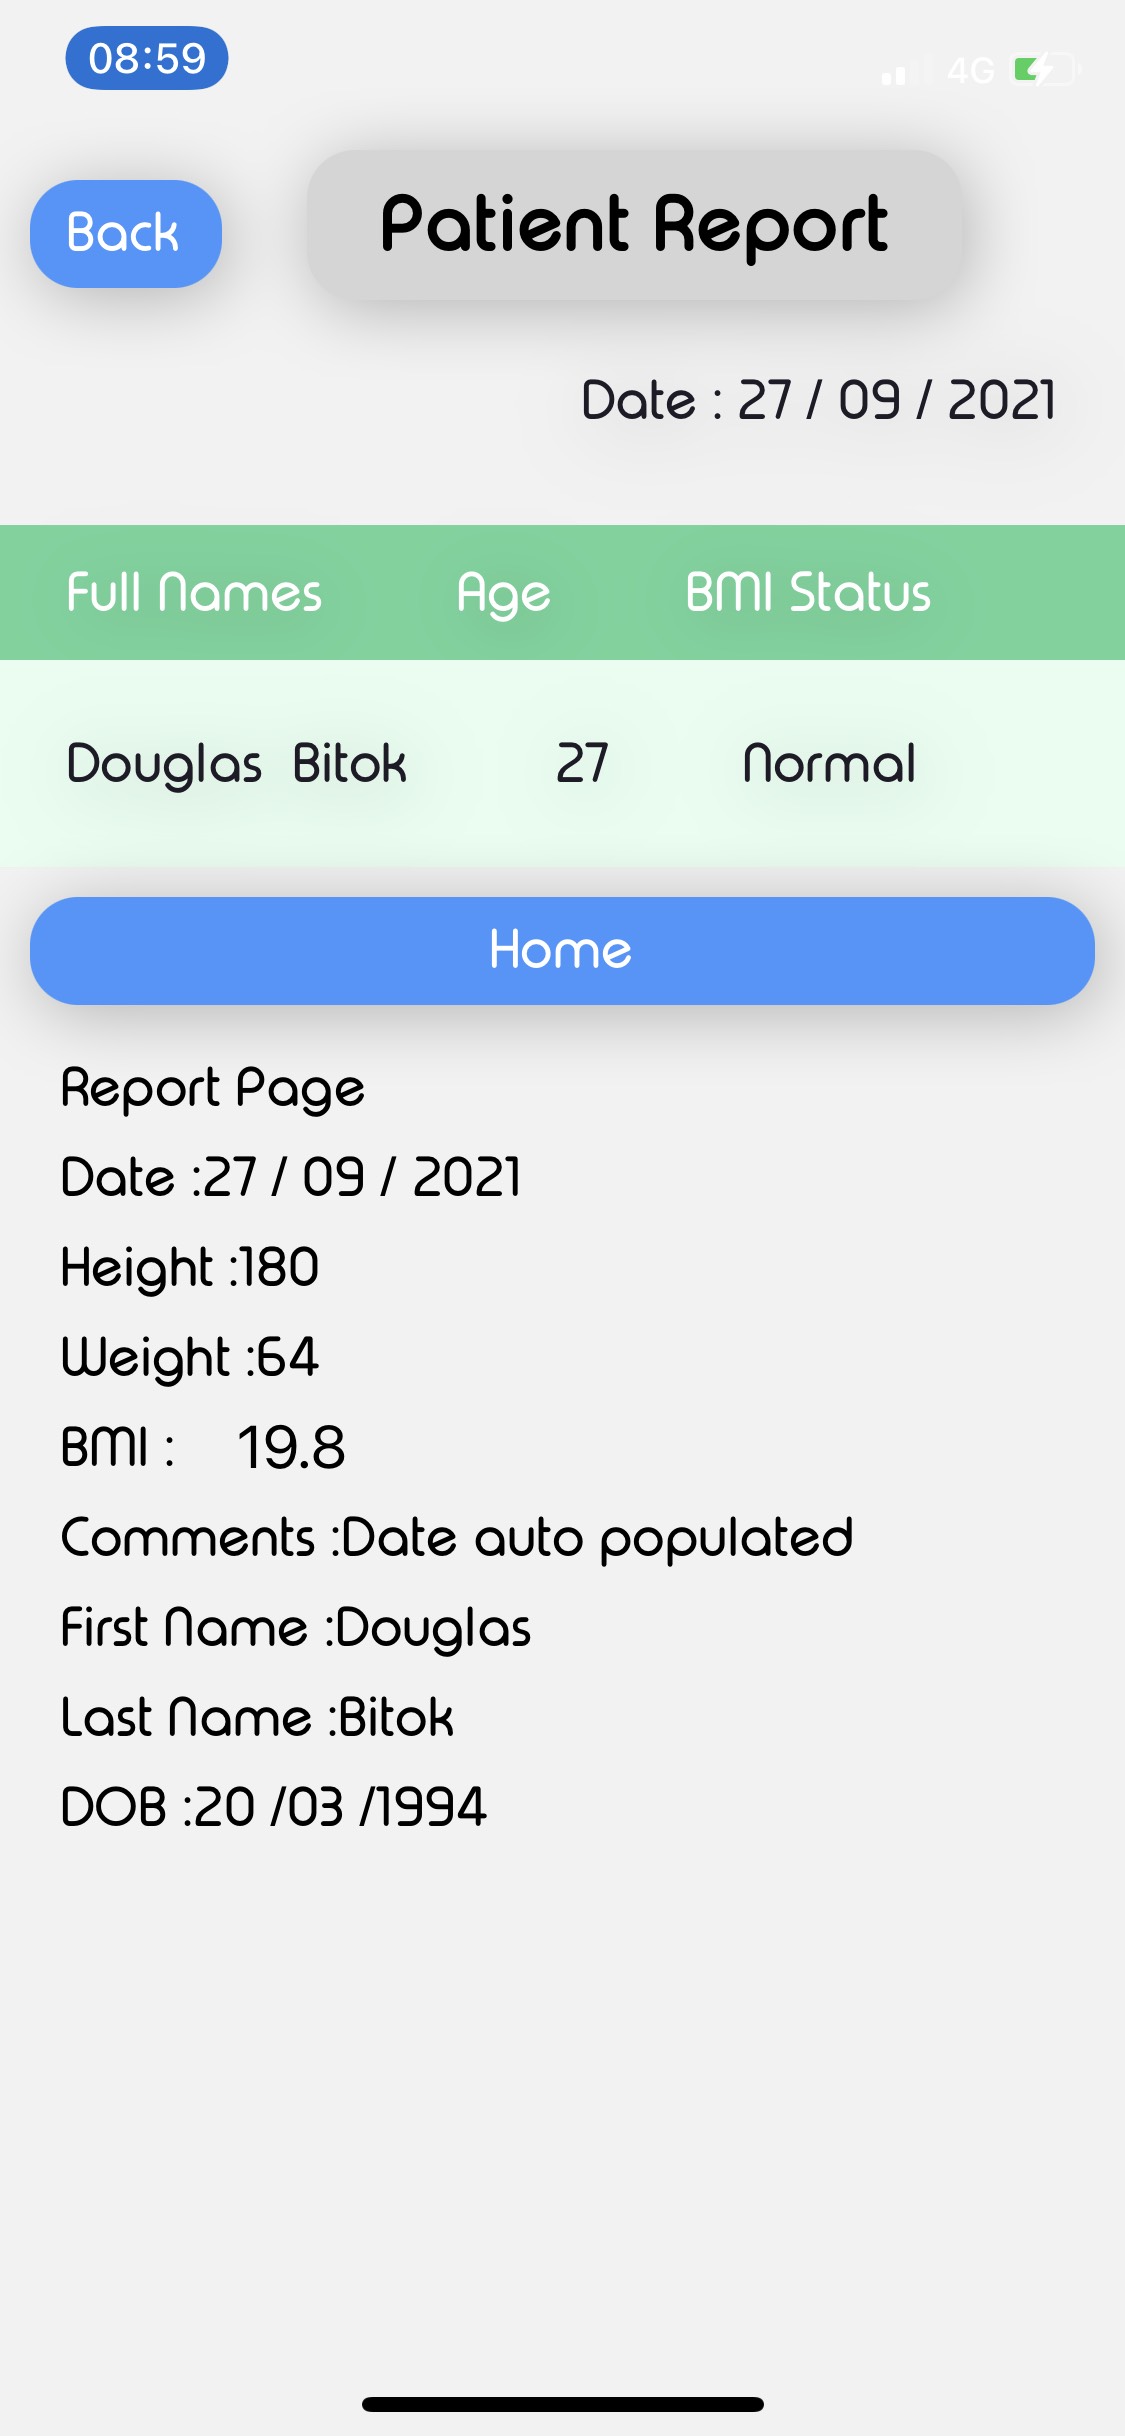 08:59
4G
Back
Patient Report
Date : 27 / 09 / 2021
Full Names Age BMI Status
Douglas Bitok 27 Normal
Home
Report Page
Date :27 / 09 / 2021
Height :180
Weight :64
BMI : 19.8
Comments :Date auto populated
First Name :Douglas
Last Name :Bitok
DOB :20 /03 /1994